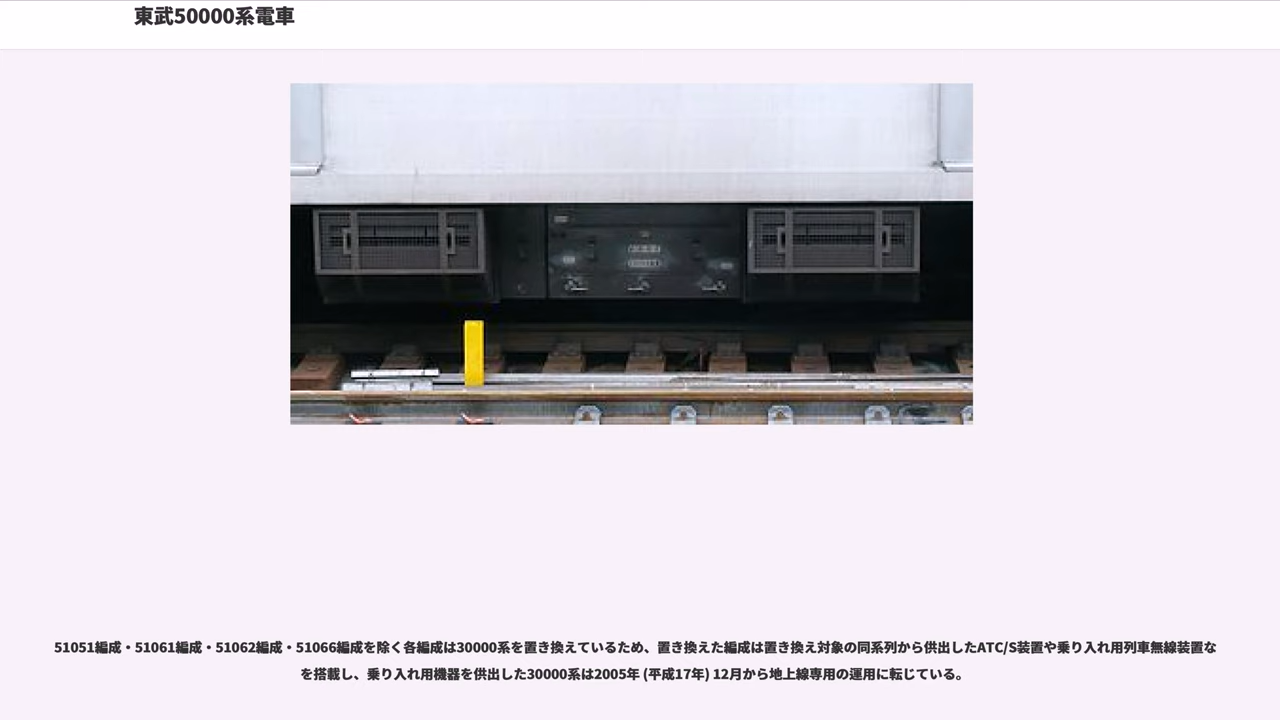 東武50000系電車
51051編成・51061編成・51062編成・51066編成を除く各編成は30000系を置き換えているため、置き換えた編成は置き換え対象の同系列から供出したATC/S装置や乗り入れ用列車無線装置な
を搭載し、乗り入れ用機器を供出した30000系は2005年 (平成17年) 12月から地上線専用の運用に転じている。